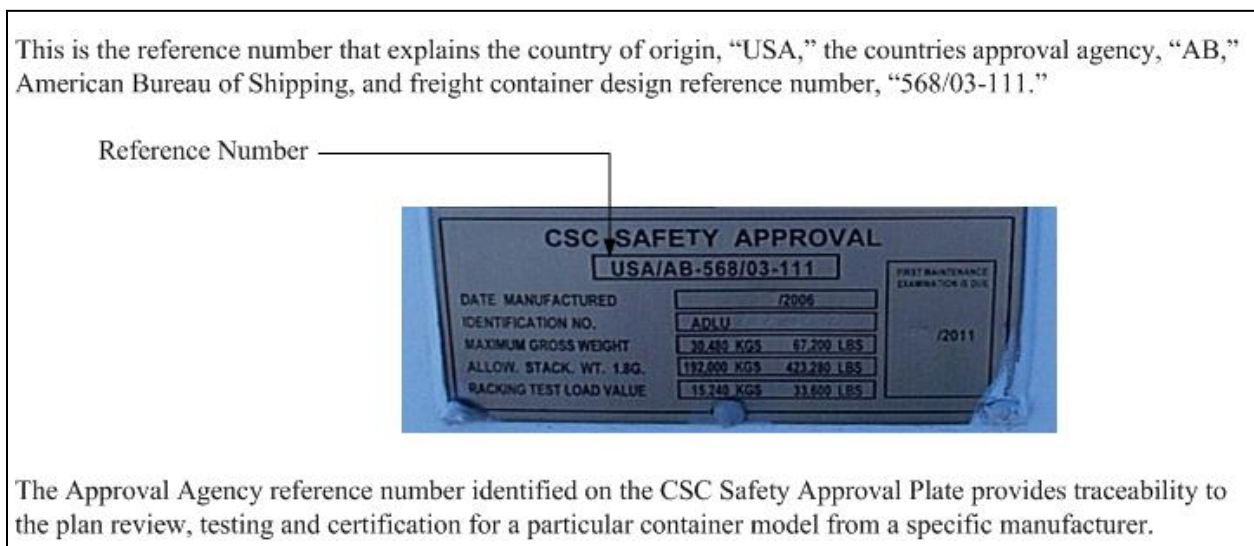 This is the reference number that explains the country of origin, “USA,” the countries approval agency, “AB,”
American Bureau of Shipping, and freight container design reference number, “568/03-111.”
Reference Number
CSC SAFETY APPROVAL
USA/AB-568/03-111
FIRST MAINTENANCE
EXAMINATION IS DUE
DATE MANUFACTURED /2006
IDENTIFICATION NO. ADLU
/2011
MAXIMUM GROSS WEIGHT 30,480 KGS 67,200 LBS
ALLOW. STACK. WT. 1.8G. 192,000 KGS 423,280 LBS
RACKING TEST LOAD VALUE 15,240 KGS 33,600 LBS
The Approval Agency reference number identified on the CSC Safety Approval Plate provides traceability to
the plan review, testing and certification for a particular container model from a specific manufacturer.